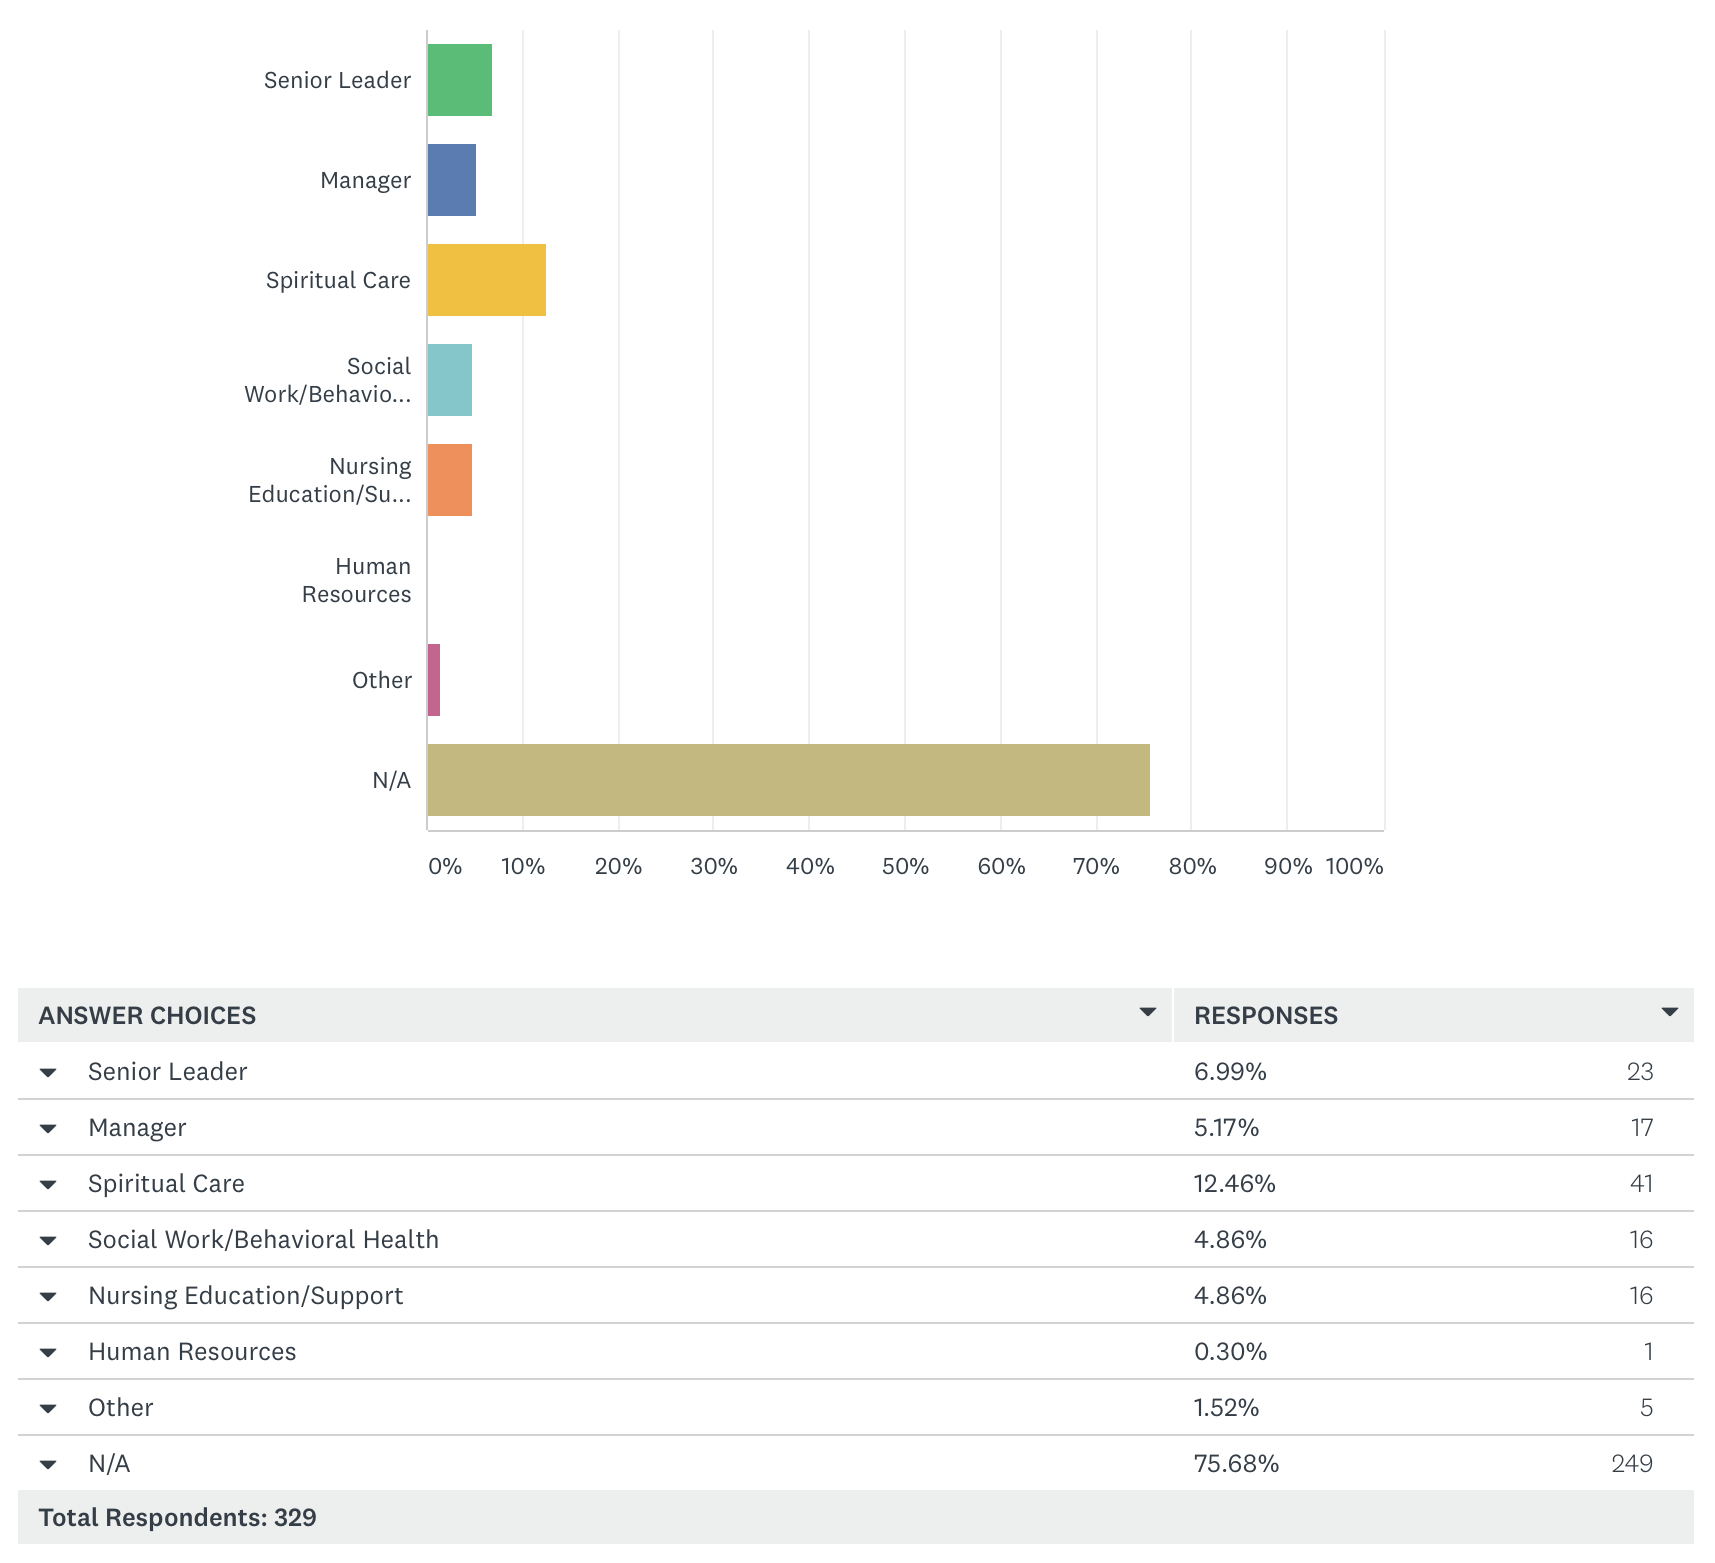 Senior Leader
Manager
Spiritual Care
Social
Work/Behavio...
Nursing
Education/Su...
Human
Resources
Other
N/A
0% 10% 20% 30% 40% 50% 60% 70% 80% 90% 100%
ANSWER CHOICES RESPONSES
Senior Leader 6.99% 23
Manager 5.17% 17
Spiritual Care 12.46% 41
Social Work/Behavioral Health 4.86% 16
Nursing Education/Support 4.86% 16
Human Resources 0.30% 1
Other 1.52% 5
N/A 75.68% 249
Total Respondents: 329